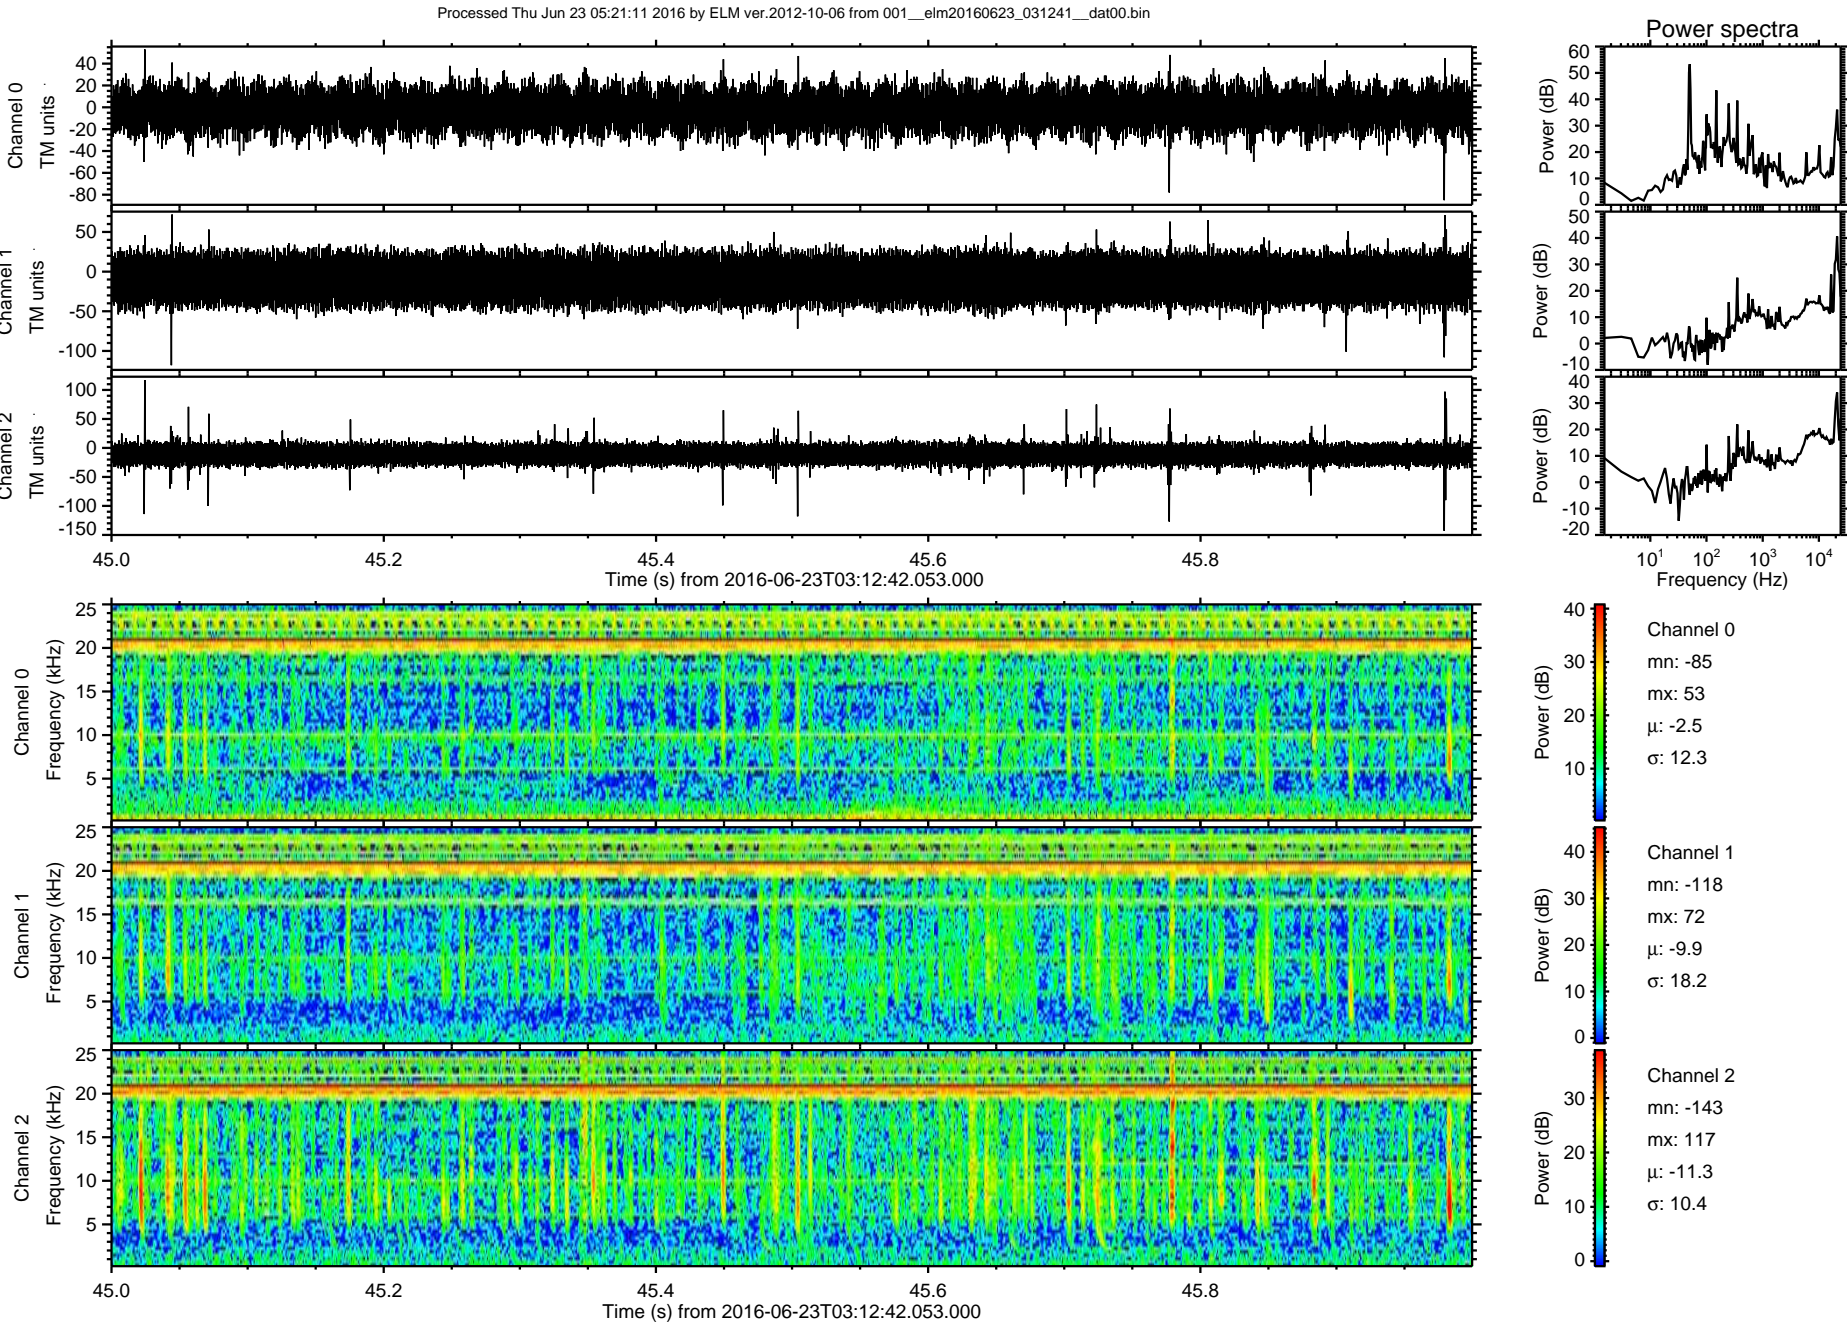 Processed Thu Jun 23 05:21:11 2016 by ELM ver.2012-10-06 from 001__elm20160623_031241__dat00.bin
Power spectra
Channel 0
TM units
40
20
0
-20
-40
-60
-80
Power (dB)
60
50
40
30
20
10
0
Channel 1
TM units
50
0
-50
-100
Power (dB)
50
40
30
20
10
0
-10
Channel 2
TM units
100
50
0
-50
-100
-150
Power (dB)
40
30
20
10
0
-10
-20
45.0 45.2 45.4 45.6 45.8
Time (s) from 2016-06-23T03:12:42.053.000
10¹ 10² 10³ 10⁴
Frequency (Hz)
Channel 0
Frequency (kHz)
25
20
15
10
5
Power (dB)
40
30
20
10
Channel 0
mn: -85
mx: 53
μ: -2.5
σ: 12.3
Channel 1
Frequency (kHz)
25
20
15
10
5
Power (dB)
40
30
20
10
0
Channel 1
mn: -118
mx: 72
μ: -9.9
σ: 18.2
Channel 2
Frequency (kHz)
25
20
15
10
5
Power (dB)
30
20
10
0
Channel 2
mn: -143
mx: 117
μ: -11.3
σ: 10.4
45.0 45.2 45.4 45.6 45.8
Time (s) from 2016-06-23T03:12:42.053.000